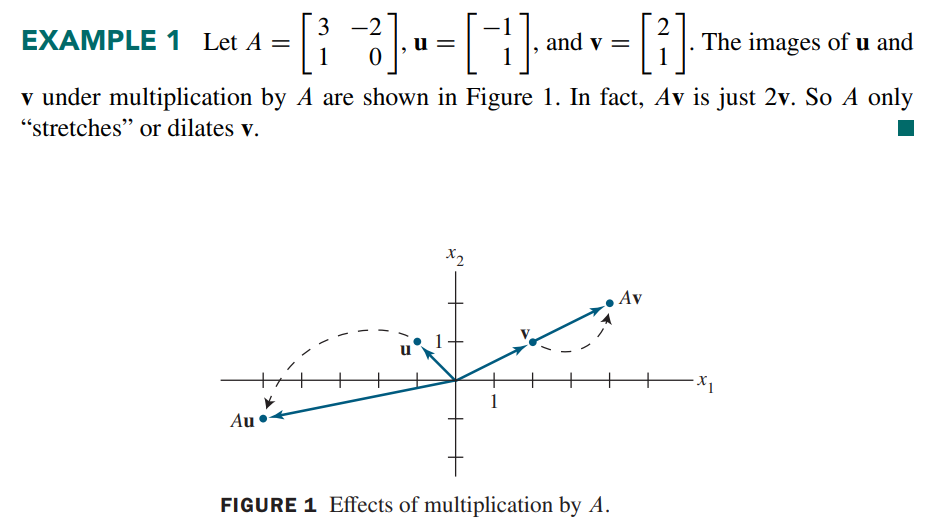 EXAMPLE 1 Let A = [3 −2; 1 0], u = [−1; 1], and v = [2; 1]. The images of u and
v under multiplication by A are shown in Figure 1. In fact, Av is just 2v. So A only
“stretches” or dilates v.
x₂
Av
v
1
u
x₁
1
Au
FIGURE 1 Effects of multiplication by A.